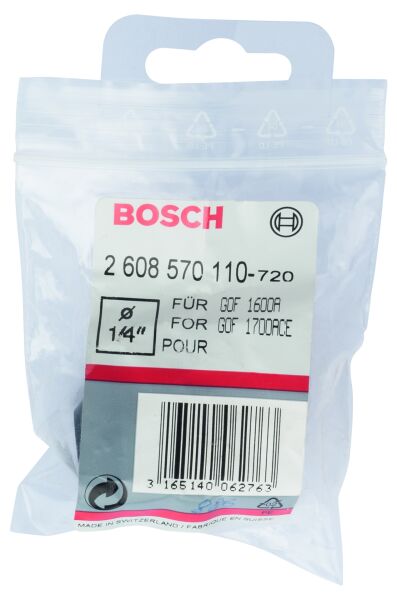 BOSCH
2 608 570 110-720
Ø
1/4"
FÜR GOF 1600A
FOR GOF 1700ACE
POUR
3 165140 062763
MADE IN SWITZERLAND / FABRIQUE EN SUISSE